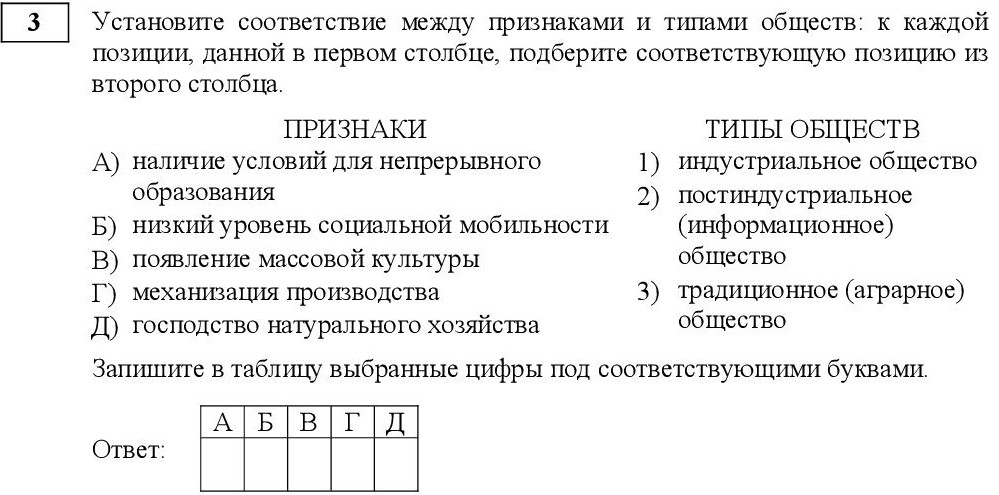 3
Установите соответствие между признаками и типами обществ: к каждой
позиции, данной в первом столбце, подберите соответствующую позицию из
второго столбца.
ПРИЗНАКИ
А) наличие условий для непрерывного
образования
Б) низкий уровень социальной мобильности
В) появление массовой культуры
Г) механизация производства
Д) господство натурального хозяйства
ТИПЫ ОБЩЕСТВ
1) индустриальное общество
2) постиндустриальное
(информационное)
общество
3) традиционное (аграрное)
общество
Запишите в таблицу выбранные цифры под соответствующими буквами.
А Б В Г Д
Ответ: